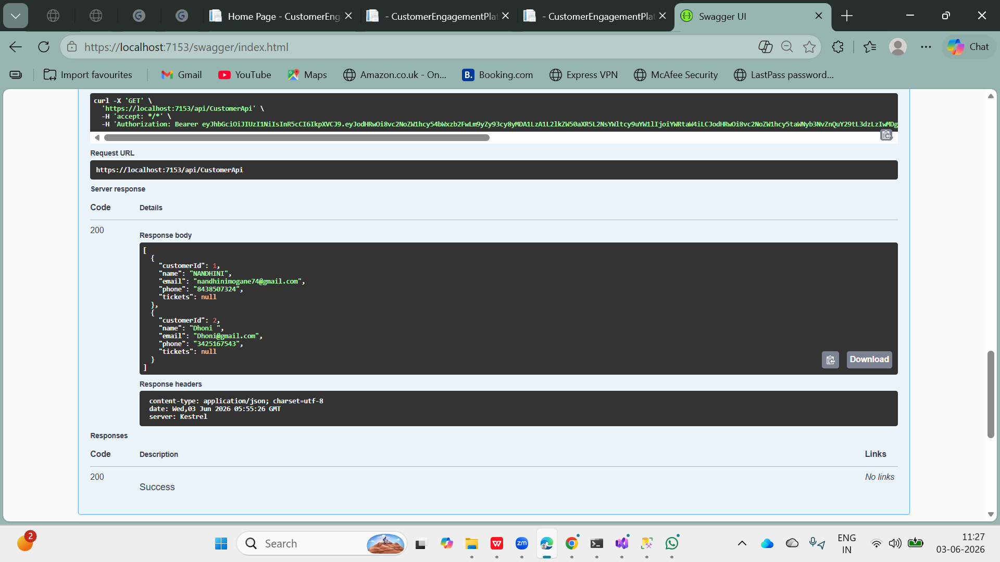 Home Page - CustomerEng
- CustomerEngagementPlat
- CustomerEngagementPlat
Swagger UI
https://localhost:7153/swagger/index.html
Chat
Import favourites
Gmail
YouTube
Maps
Amazon.co.uk - On...
B.
Booking.com
Express VPN
McAfee Security
LastPass password...
curl -X 'GET' \
'https://localhost:7153/api/CustomerApi' \
-H 'accept: */*' \
-H 'Authorization: Bearer
Request URL
https://localhost:7153/api/CustomerApi
Server response
Code Details
200
Response body
[
{
"customerId": 1,
"name": "NANDHINI",
"email": "nandhinimogane74@gmail.com",
"phone": "8438507324",
"tickets": null
},
{
"customerId": 2,
"name": "Dhoni ",
"email": "Dhoni@gmail.com",
"phone": "3425167543",
"tickets": null
}
]
Download
Response headers
content-type: application/json; charset=utf-8
date: Wed,03 Jun 2026 05:55:26 GMT
server: Kestrel
Responses
Code Description Links
200 No links
Success
2
Search
W
zm
ENG
IN
11:27
03-06-2026